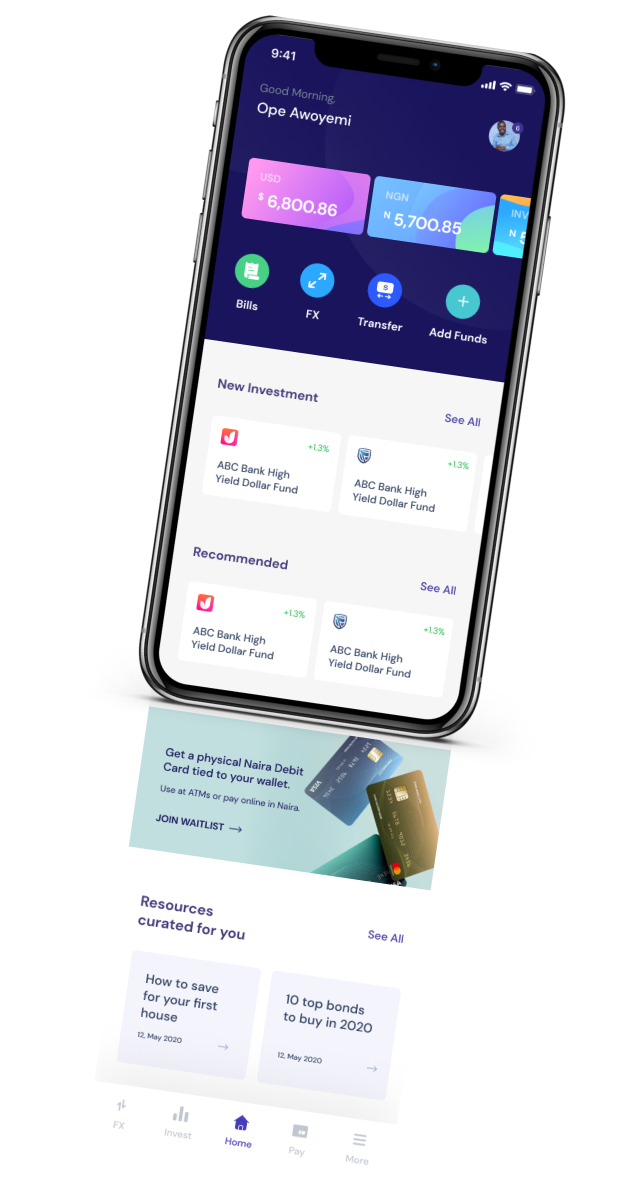 9:41
Good Morning,
Ope Awoyemi
6
USD
$ 6,800.86
NGN
N 5,700.85
INV
N 5
Bills
FX
Transfer
Add Funds
New Investment
See All
+1.3%
ABC Bank High
Yield Dollar Fund
+1.3%
ABC Bank High
Yield Dollar Fund
Recommended
See All
+1.3%
ABC Bank High
Yield Dollar Fund
+1.3%
ABC Bank High
Yield Dollar Fund
Get a physical Naira Debit
Card tied to your wallet.
Use at ATMs or pay online in Naira.
JOIN WAITLIST
VISA
Resources
curated for you
See All
How to save
for your first
house
12, May 2020
10 top bonds
to buy in 2020
12, May 2020
FX
Invest
Home
Pay
More